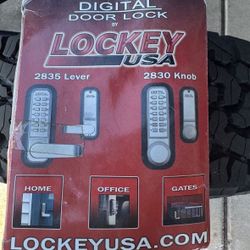 DIGITAL
DOOR LOCK
BY
LOCKEY
USA
2835 Lever 2830 Knob
HOME OFFICE GATES
LOCKEYUSA.COM